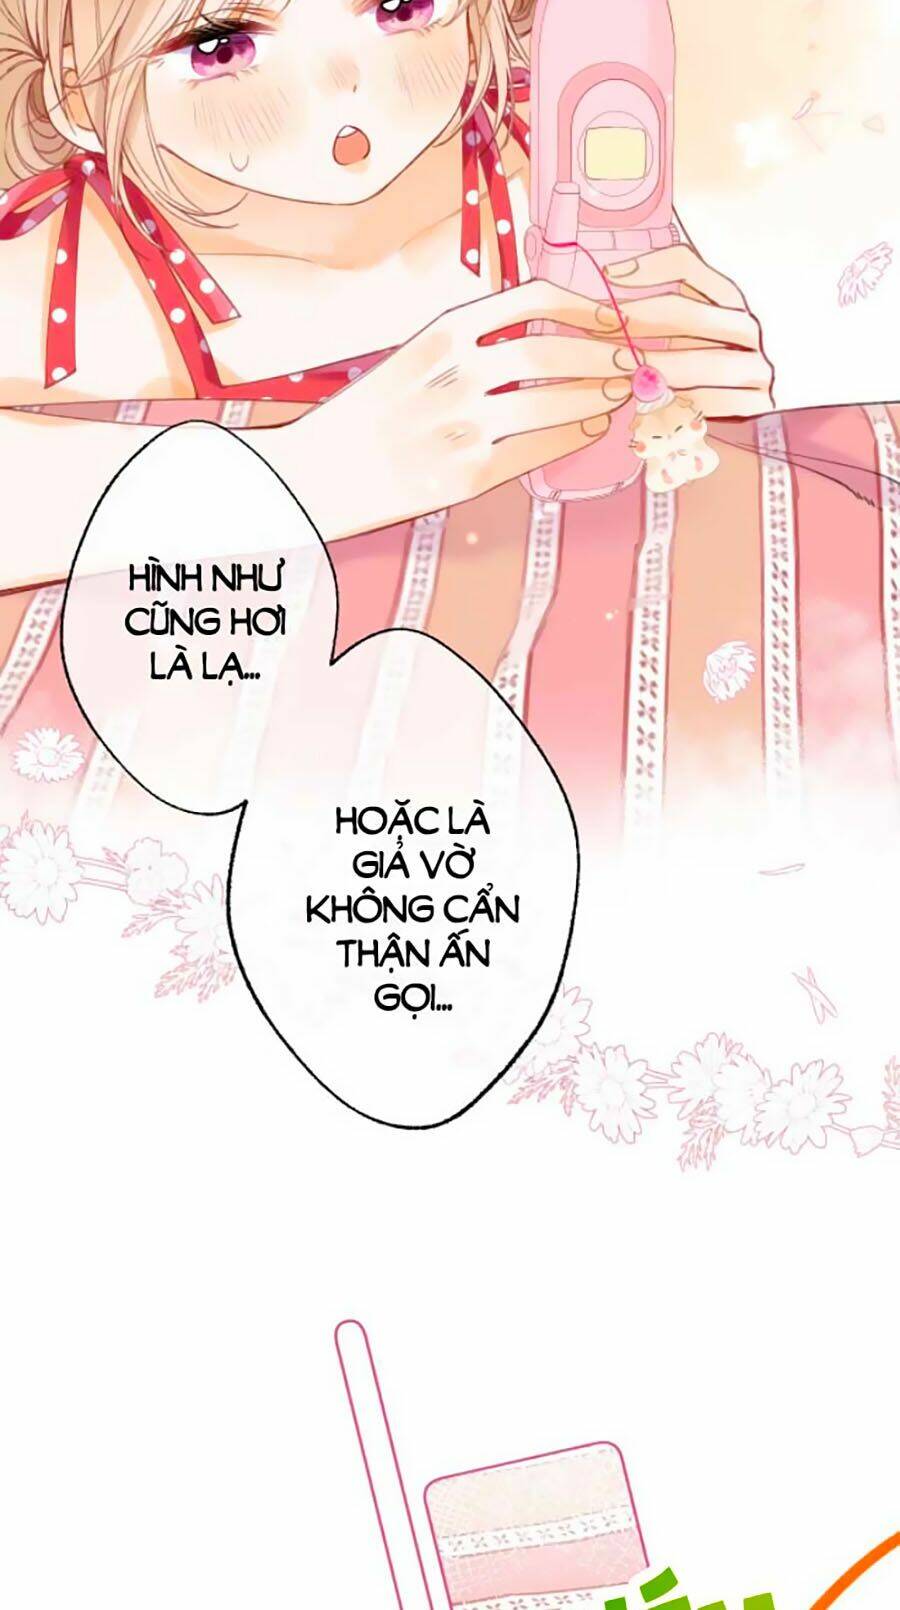 HÌNH NHƯ
CŨNG HƠI
LÀ LẠ...
HOẶC LÀ
GIẢ VỜ
KHÔNG CẨN
THẬN ẤN
GỌI...